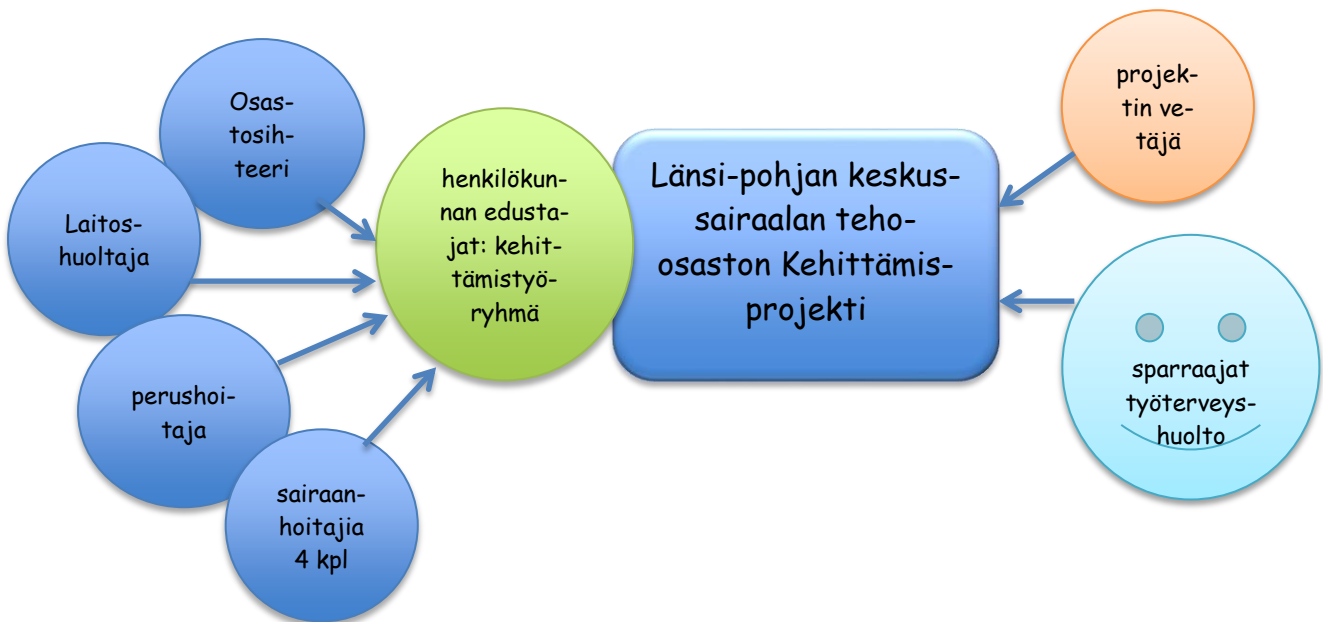 Osas-
tosih-
teeri
Laitos-
huoltaja
perushoi-
taja
sairaan-
hoitajia
4 kpl
henkilökun-
nan edusta-
jat: kehit-
tämistyö-
ryhmä
Länsi-pohjan keskus-
sairaalan teho-
osaston Kehittämis-
projekti
projek-
tin ve-
täjä
sparraajat
työterveys-
huolto